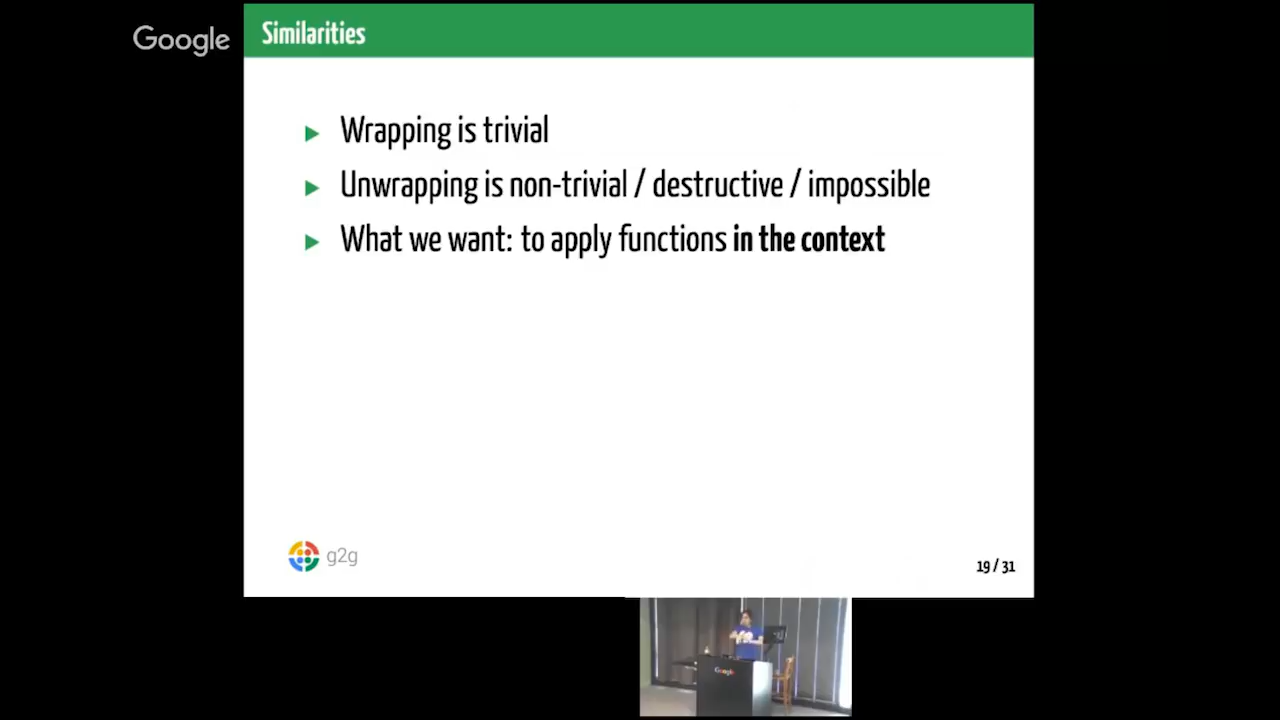 Google
Similarities
Wrapping is trivial
Unwrapping is non-trivial / destructive / impossible
What we want: to apply functions in the context
g2g
19 / 31
Google